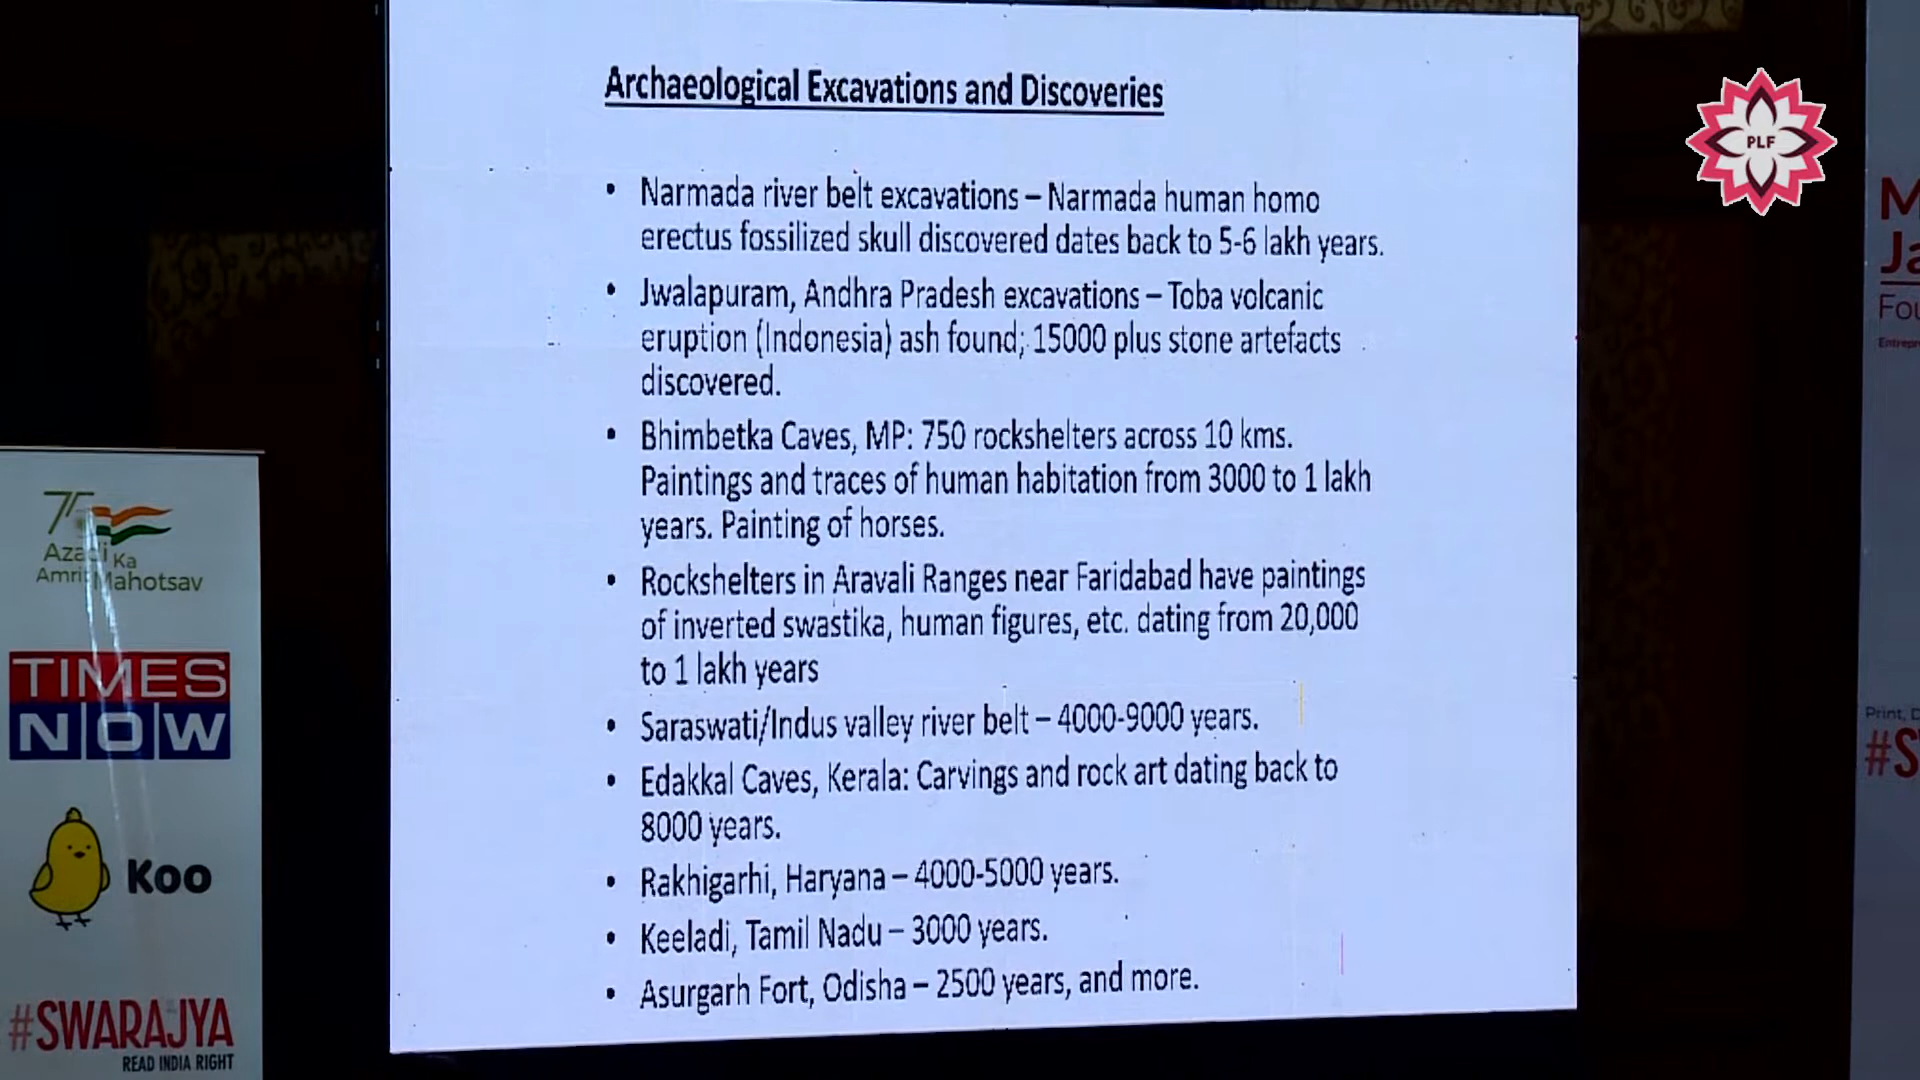 Archaeological Excavations and Discoveries
• Narmada river belt excavations – Narmada human homo
erectus fossilized skull discovered dates back to 5-6 lakh years.
• Jwalapuram, Andhra Pradesh excavations – Toba volcanic
eruption (Indonesia) ash found; 15000 plus stone artefacts
discovered.
• Bhimbetka Caves, MP: 750 rockshelters across 10 kms.
Paintings and traces of human habitation from 3000 to 1 lakh
years. Painting of horses.
• Rockshelters in Aravali Ranges near Faridabad have paintings
of inverted swastika, human figures, etc. dating from 20,000
to 1 lakh years
• Saraswati/Indus valley river belt – 4000-9000 years.
• Edakkal Caves, Kerala: Carvings and rock art dating back to
8000 years.
• Rakhigarhi, Haryana – 4000-5000 years.
• Keeladi, Tamil Nadu – 3000 years.
• Asurgarh Fort, Odisha – 2500 years, and more.
75
Azadi Ka
Amrit Mahotsav
TIMES
NOW
Koo
#SWARAJYA
READ INDIA RIGHT
PLF
M
Ja
Fou
Entrepr
Print, D
#S